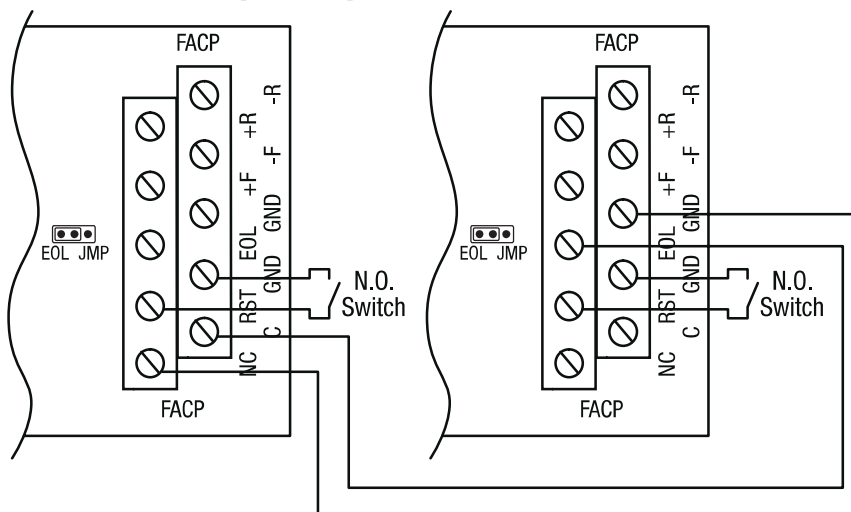 FACP
-R
+R
-F
+F
GND
EOL
GND
RST
C
NC
EOL JMP
N.O.
Switch
FACP
FACP
-R
+R
-F
+F
GND
EOL
GND
RST
C
NC
EOL JMP
N.O.
Switch
FACP